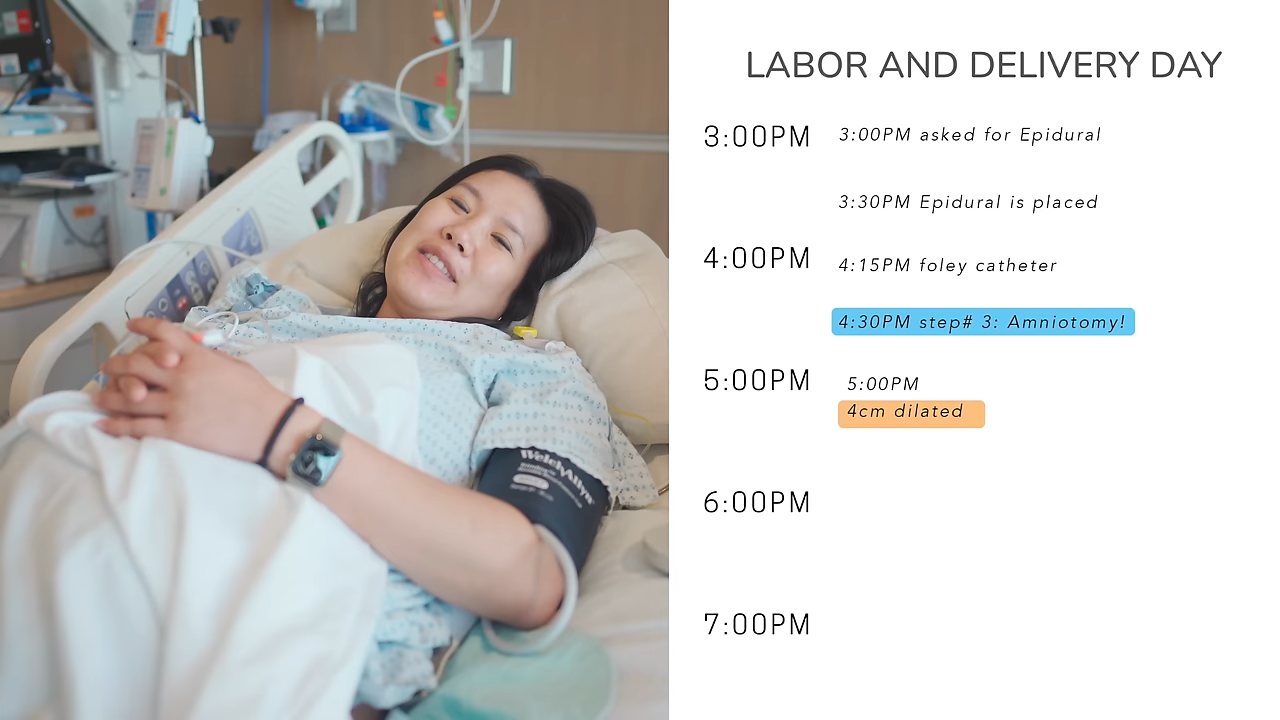 LABOR AND DELIVERY DAY
3:00PM
3:00PM asked for Epidural
3:30PM Epidural is placed
4:00PM
4:15PM foley catheter
4:30PM step# 3: Amniotomy!
5:00PM
5:00PM
4cm dilated
6:00PM
7:00PM
WelchAllyn